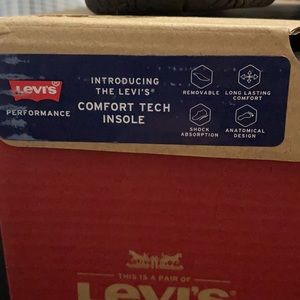 Levi's®
PERFORMANCE
INTRODUCING
THE LEVI'S®
COMFORT TECH
INSOLE
REMOVABLE
LONG LASTING
COMFORT
SHOCK
ABSORPTION
ANATOMICAL
DESIGN
THIS IS A PAIR OF
Levi's